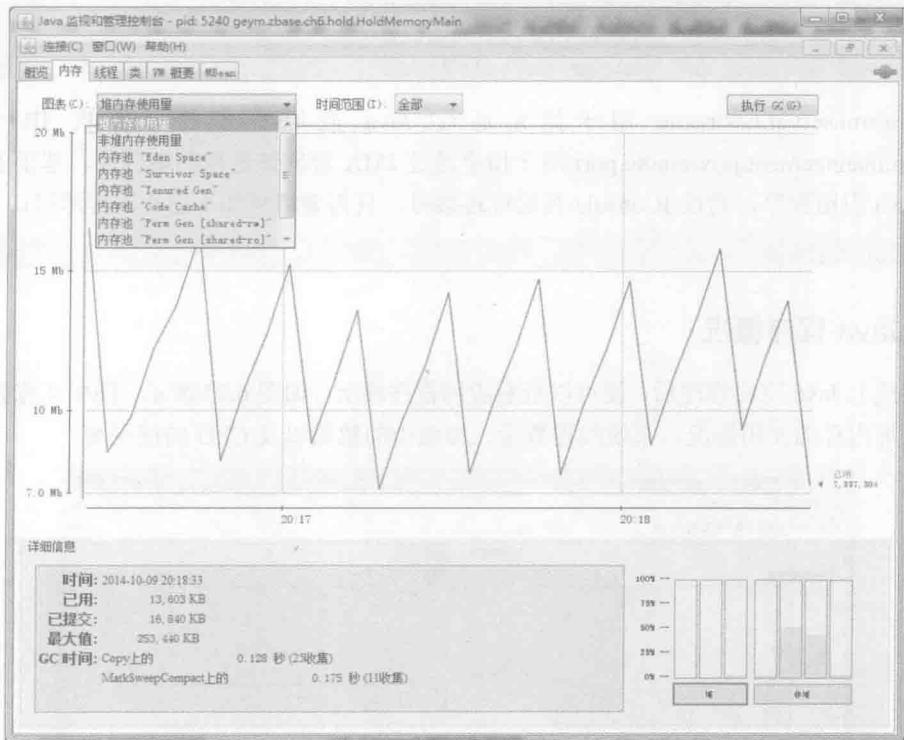 Java 监视和管理控制台 - pid: 5240 geym.zbase.ch6.hold.HoldMemoryMain
连接(C) 窗口(W) 帮助(H)
概览 内存 线程 类 VM 概要 MBean
图表(C): 堆内存使用量 时间范围(T): 全部 执行 GC(G)
堆内存使用量
非堆内存使用量
内存池 "Eden Space"
内存池 "Survivor Space"
内存池 "Tenured Gen"
内存池 "Code Cache"
内存池 "Perm Gen [shared-rw]"
内存池 "Perm Gen [shared-ro]"
20 Mb
15 Mb
10 Mb
7.0 Mb
已用
20:17 20:18
详细信息
时间: 2014-10-09 20:18:33
已用: 13,603 KB
已提交: 16,840 KB
最大值: 253,440 KB
GC 时间: Copy上的 0.128 秒 (25收集)
MarkSweepCompact上的 0.175 秒 (11收集)
100%
75%
50%
25%
0%
堆 非堆